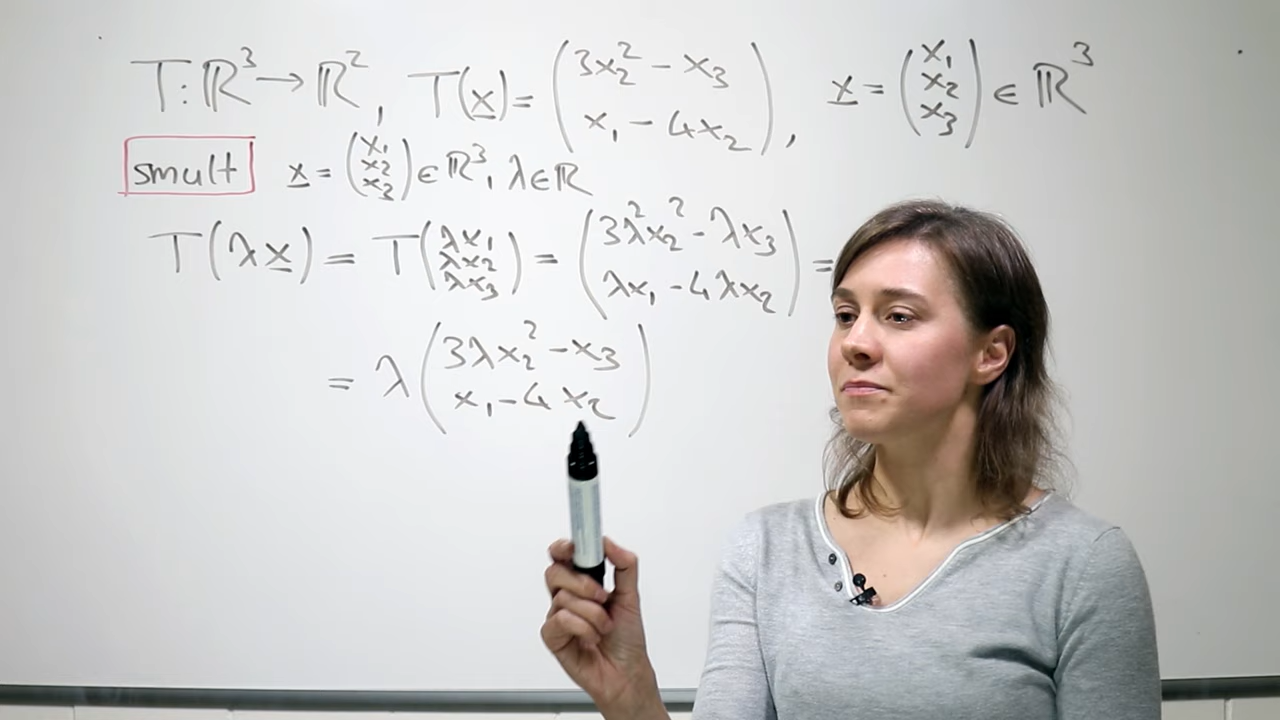 T: ℝ³ → ℝ², T(x̲) = (3x₂² − x₃ / x₁ − 4x₂), x̲ = (x₁ / x₂ / x₃) ∈ ℝ³
smult x̲ = (x₁ / x₂ / x₃) ∈ ℝ³, λ ∈ ℝ
T(λx̲) = T(λx₁ / λx₂ / λx₃) = (3λ²x₂² − λx₃ / λx₁ − 4λx₂) =
= λ(3λx₂² − x₃ / x₁ − 4x₂)